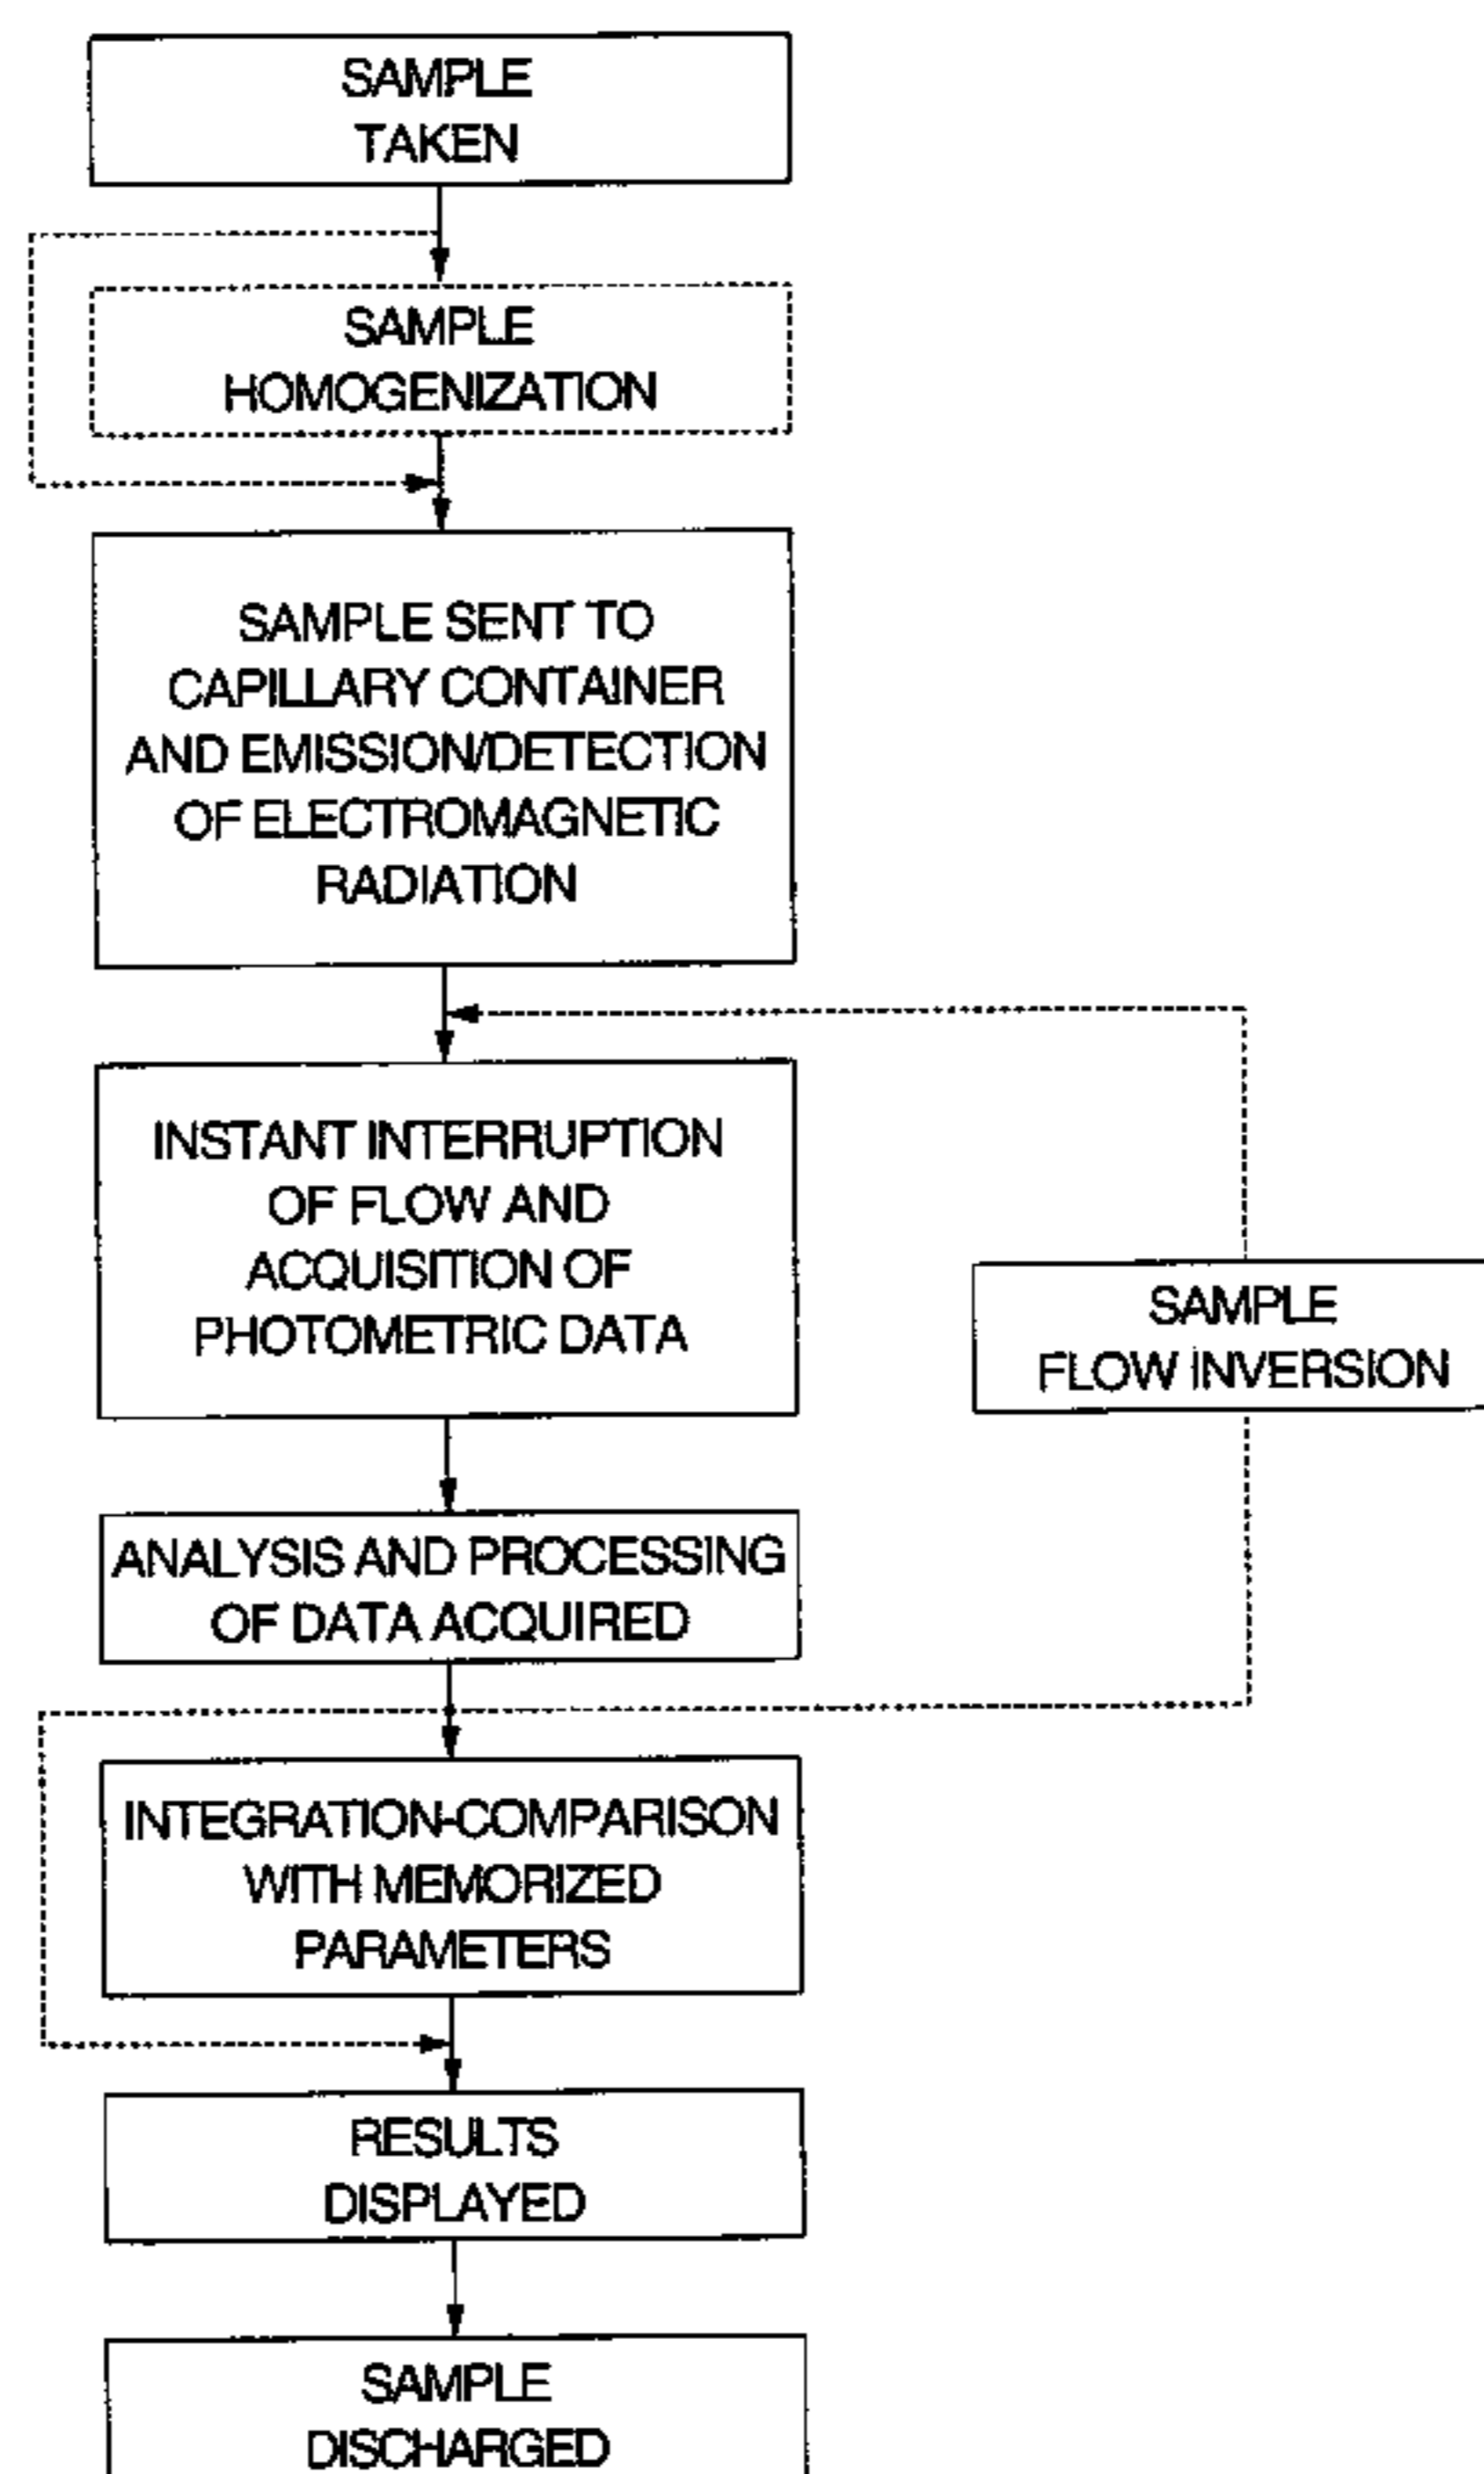 SAMPLE
TAKEN
SAMPLE
HOMOGENIZATION
SAMPLE SENT TO
CAPILLARY CONTAINER
AND EMISSION/DETECTION
OF ELECTROMAGNETIC
RADIATION
INSTANT INTERRUPTION
OF FLOW AND
ACQUISITION OF
PHOTOMETRIC DATA
SAMPLE
FLOW INVERSION
ANALYSIS AND PROCESSING
OF DATA ACQUIRED
INTEGRATION-COMPARISON
WITH MEMORIZED
PARAMETERS
RESULTS
DISPLAYED
SAMPLE
DISCHARGED